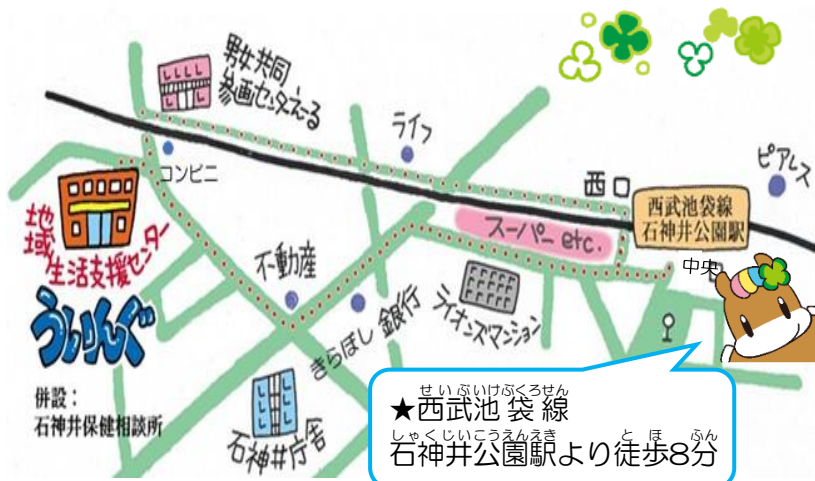 男女共同
参画センターえーる
コンビニ
ライフ
西口
ピアレス
西武池袋線
石神井公園駅
スーパー etc.
中央口
地域
生活支援センター
ういんぐ
不動産
きらぼし銀行
ライオンズマンション
石神井庁舎
併設：
石神井保健相談所
せいぶいけぶくろせん
★西武池袋線
しゃくじいこうえんえき とほ ふん
石神井公園駅より徒歩8分